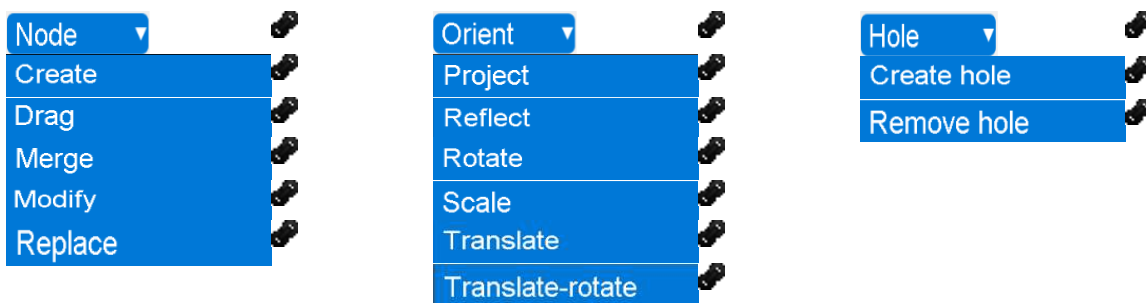 Node
Create
Drag
Merge
Modify
Replace
Orient
Project
Reflect
Rotate
Scale
Translate
Translate-rotate
Hole
Create hole
Remove hole